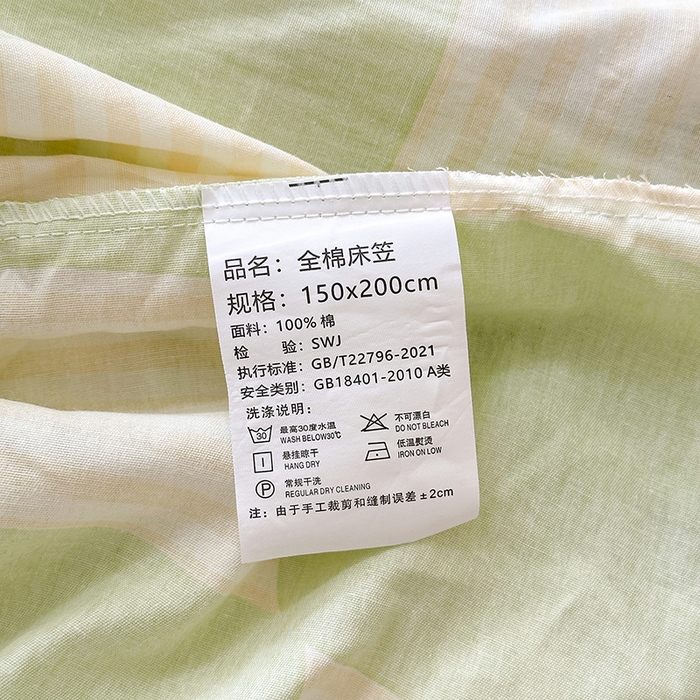 品名：全棉床笠
规格：150x200cm
面料：100% 棉
检 验：SWJ
执行标准：GB/T22796-2021
安全类别：GB18401-2010 A类
洗涤说明：
30 最高30度水温 不可漂白
WASH BELOW30℃ DO NOT BLEACH
悬挂晾干 低温熨烫
HANG DRY IRON ON LOW
P 常规干洗
REGULAR DRY CLEANING
注：由于手工裁剪和缝制误差±2cm